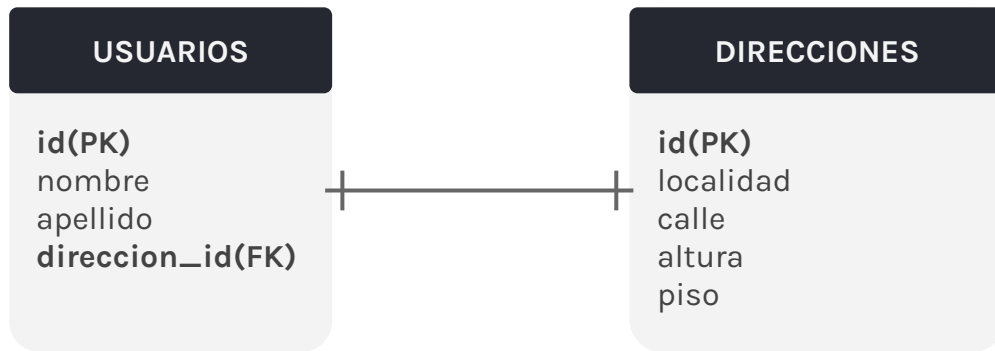 USUARIOS
id(PK)
nombre
apellido
direccion_id(FK)
DIRECCIONES
id(PK)
localidad
calle
altura
piso